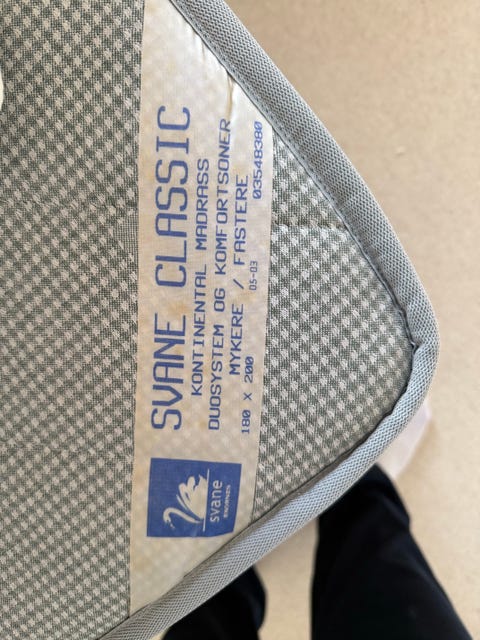 SVANE CLASSIC
KONTINENTAL MADRASS
DUOSYSTEM OG KOMFORTSONER
MYKERE / FASTERE
180 X 200
05-03
03548380
svane